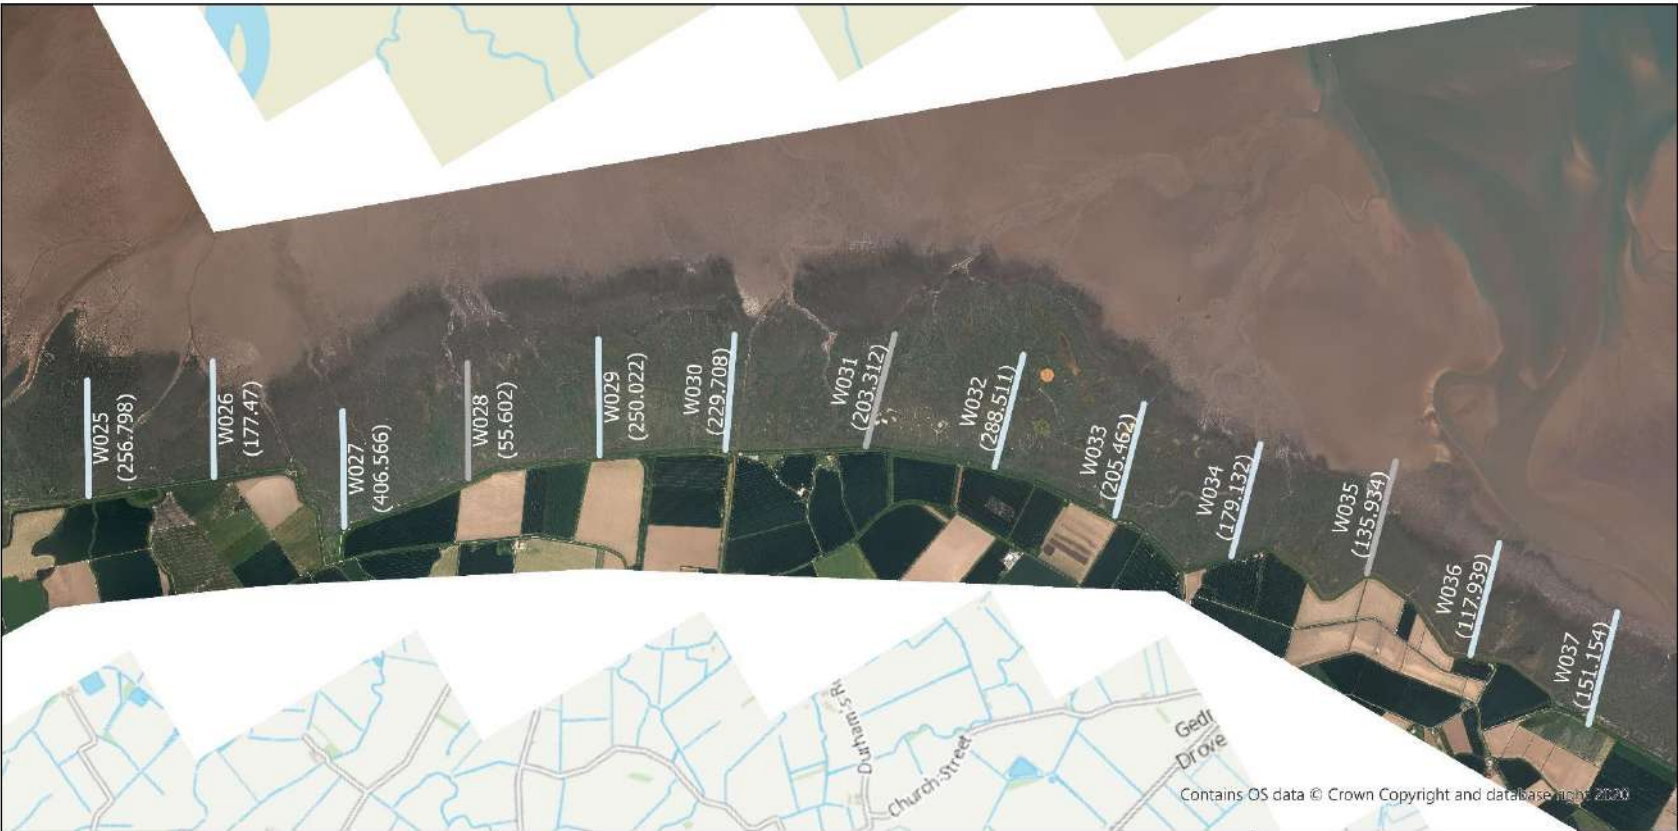 W025
(256.798)
W026
(177.47)
W027
(406.566)
W028
(55.602)
W029
(250.022)
W030
(229.708)
W031
(203.312)
W032
(288.511)
W033
(205.462)
W034
(179.132)
W035
(135.934)
W036
(117.939)
W037
(151.154)
Durham's R
Church Street
Gedr
Drove
Contains OS data © Crown Copyright and database right 2020